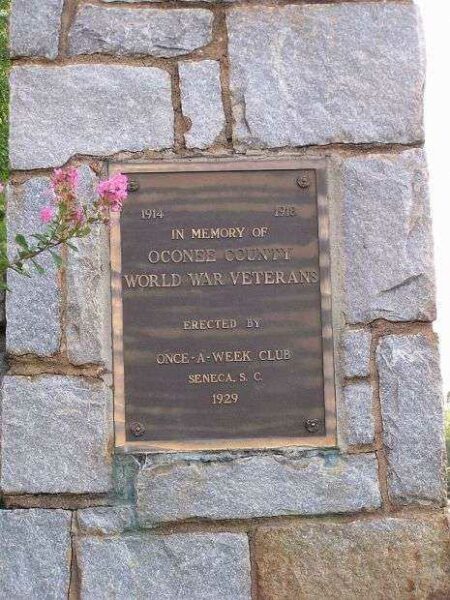 1914 1918
IN MEMORY OF
OCONEE COUNTY
WORLD WAR VETERANS
ERECTED BY
ONCE-A-WEEK CLUB
SENECA, S. C.
1929